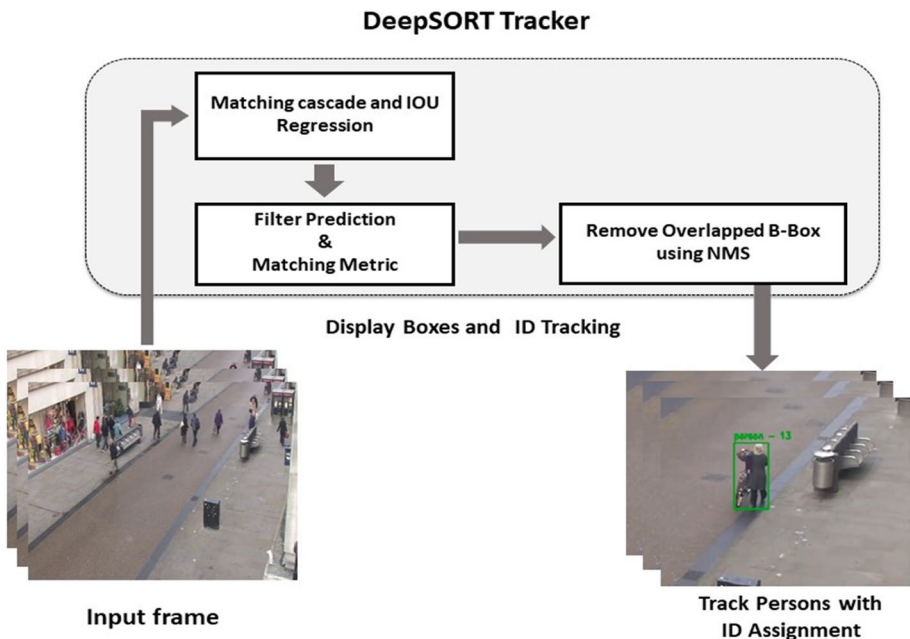 DeepSORT Tracker
Matching cascade and IOU
Regression
Filter Prediction
&
Matching Metric
Remove Overlapped B-Box
using NMS
Display Boxes and ID Tracking
person - 13
Input frame
Track Persons with
ID Assignment